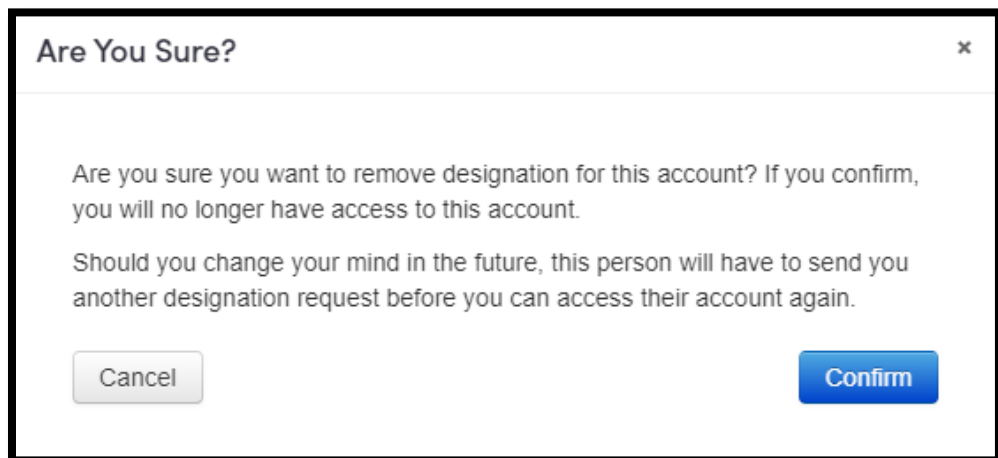 Are You Sure?
×
Are you sure you want to remove designation for this account? If you confirm,
you will no longer have access to this account.
Should you change your mind in the future, this person will have to send you
another designation request before you can access their account again.
Cancel
Confirm